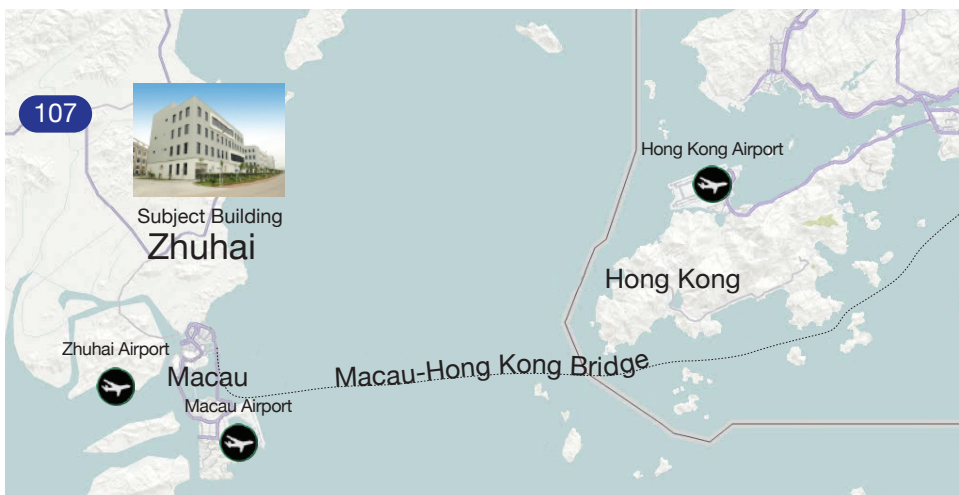 107
Hong Kong Airport
Subject Building
Zhuhai
Hong Kong
Zhuhai Airport
Macau
Macau-Hong Kong Bridge
Macau Airport